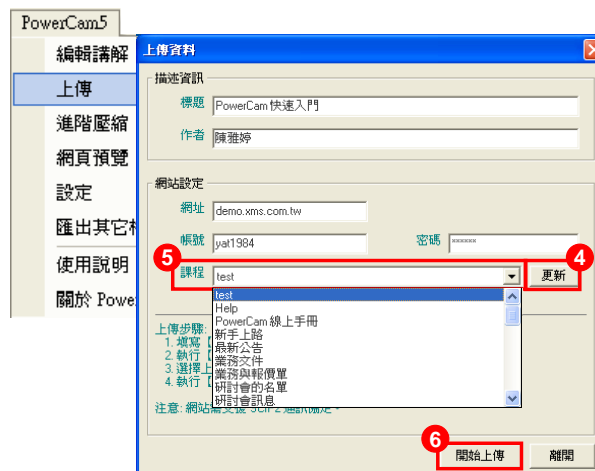 PowerCam5
編輯講解
上傳
進階壓縮
網頁預覽
設定
匯出其它
使用說明
關於 Power
上傳資料
描述資訊
標題 PowerCam 快速入門
作者 陳雅婷
網站設定
網址 demo.xms.com.tw
帳號 yat1984 密碼 ******
5 4
課程 test 更新
test
Help
PowerCam 線上手冊
新手上路
最新公告
業務文件
業務與報價單
研討會的名單
研討會訊息
上傳步驟:
1. 填寫【
2. 執行【
3. 選擇上
4. 執行【
注意: 網站
6
開始上傳 離開